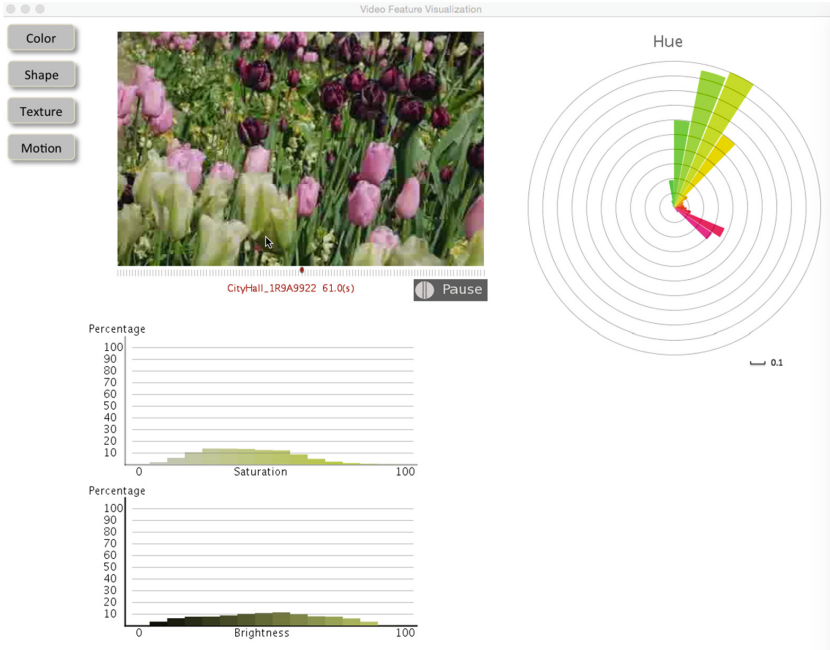 Video Feature Visualization
Color
Shape
Texture
Motion
Hue
CityHall_1R9A9922 61.0(s)
Pause
0.1
Percentage
100
90
80
70
60
50
40
30
20
10
0 Saturation 100
Percentage
100
90
80
70
60
50
40
30
20
10
0 Brightness 100